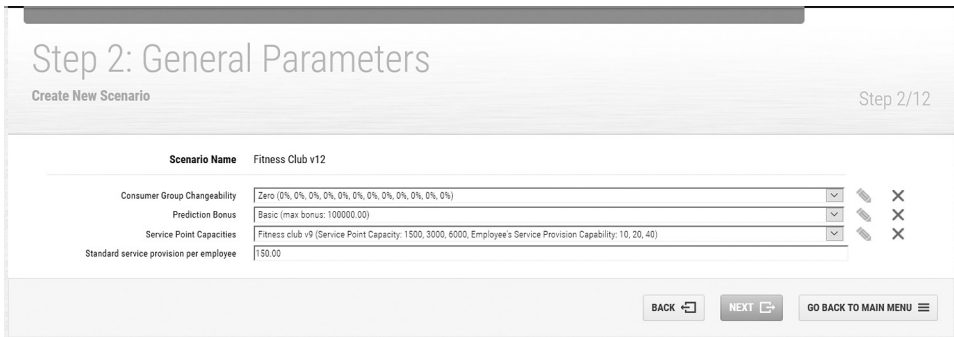 Step 2: General Parameters
Create New Scenario
Step 2/12
Scenario Name Fitness Club v12
Consumer Group Changeability Zero (0%, 0%, 0%, 0%, 0%, 0%, 0%, 0%, 0%, 0%, 0%, 0%)
Prediction Bonus Basic (max bonus: 100000.00)
Service Point Capacities Fitness club v9 (Service Point Capacity: 1500, 3000, 6000, Employee's Service Provision Capability: 10, 20, 40)
Standard service provision per employee 150.00
BACK NEXT GO BACK TO MAIN MENU